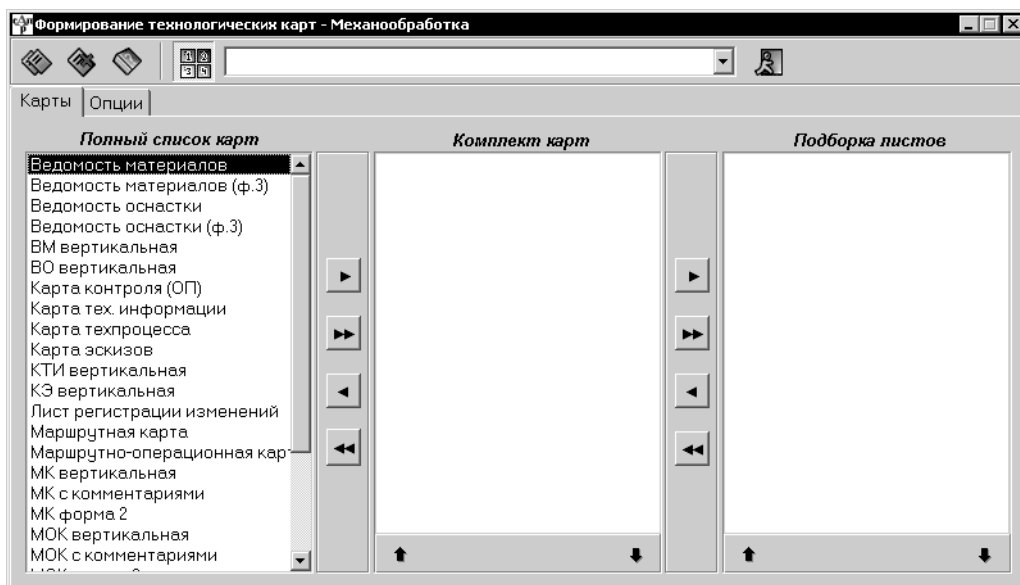 Формирование технологических карт - Механообработка
Карты
Опции
Полный список карт
Комплект карт
Подборка листов
Ведомость материалов
Ведомость материалов (ф.3)
Ведомость оснастки
Ведомость оснастки (ф.3)
ВМ вертикальная
ВО вертикальная
Карта контроля (ОП)
Карта тех. информации
Карта техпроцесса
Карта эскизов
КТИ вертикальная
КЭ вертикальная
Лист регистрации изменений
Маршрутная карта
Маршрутно-операционная кар
МК вертикальная
МК с комментариями
МК форма 2
МОК вертикальная
МОК с комментариями